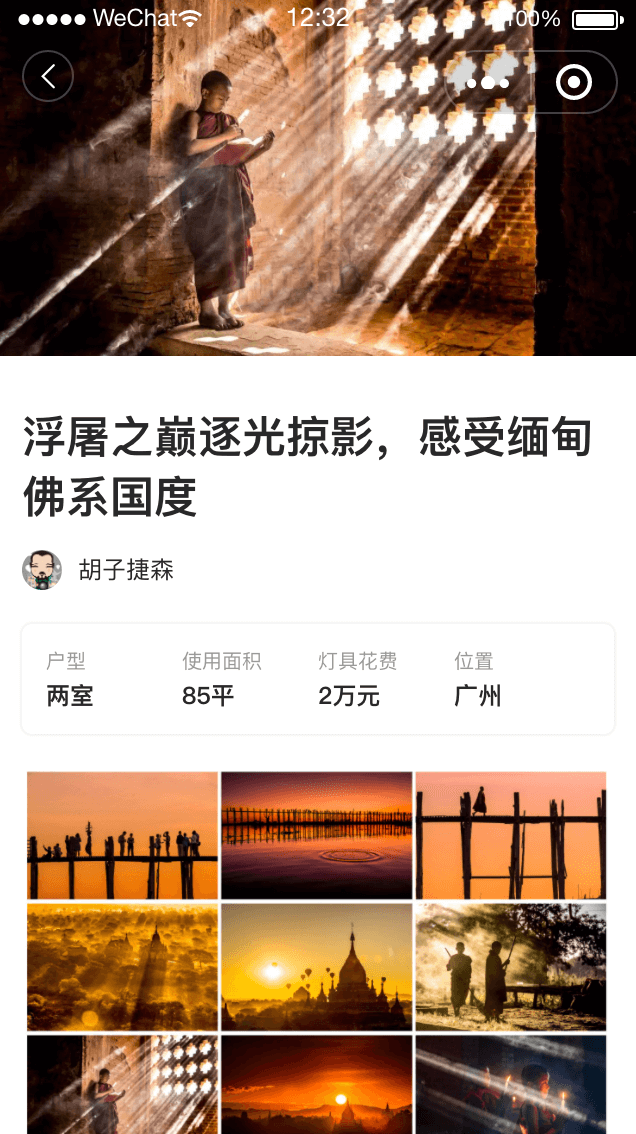 WeChat 12:32 100%
浮屠之巅逐光掠影，感受缅甸
佛系国度
胡子捷森
户型 使用面积 灯具花费 位置
两室 85平 2万元 广州